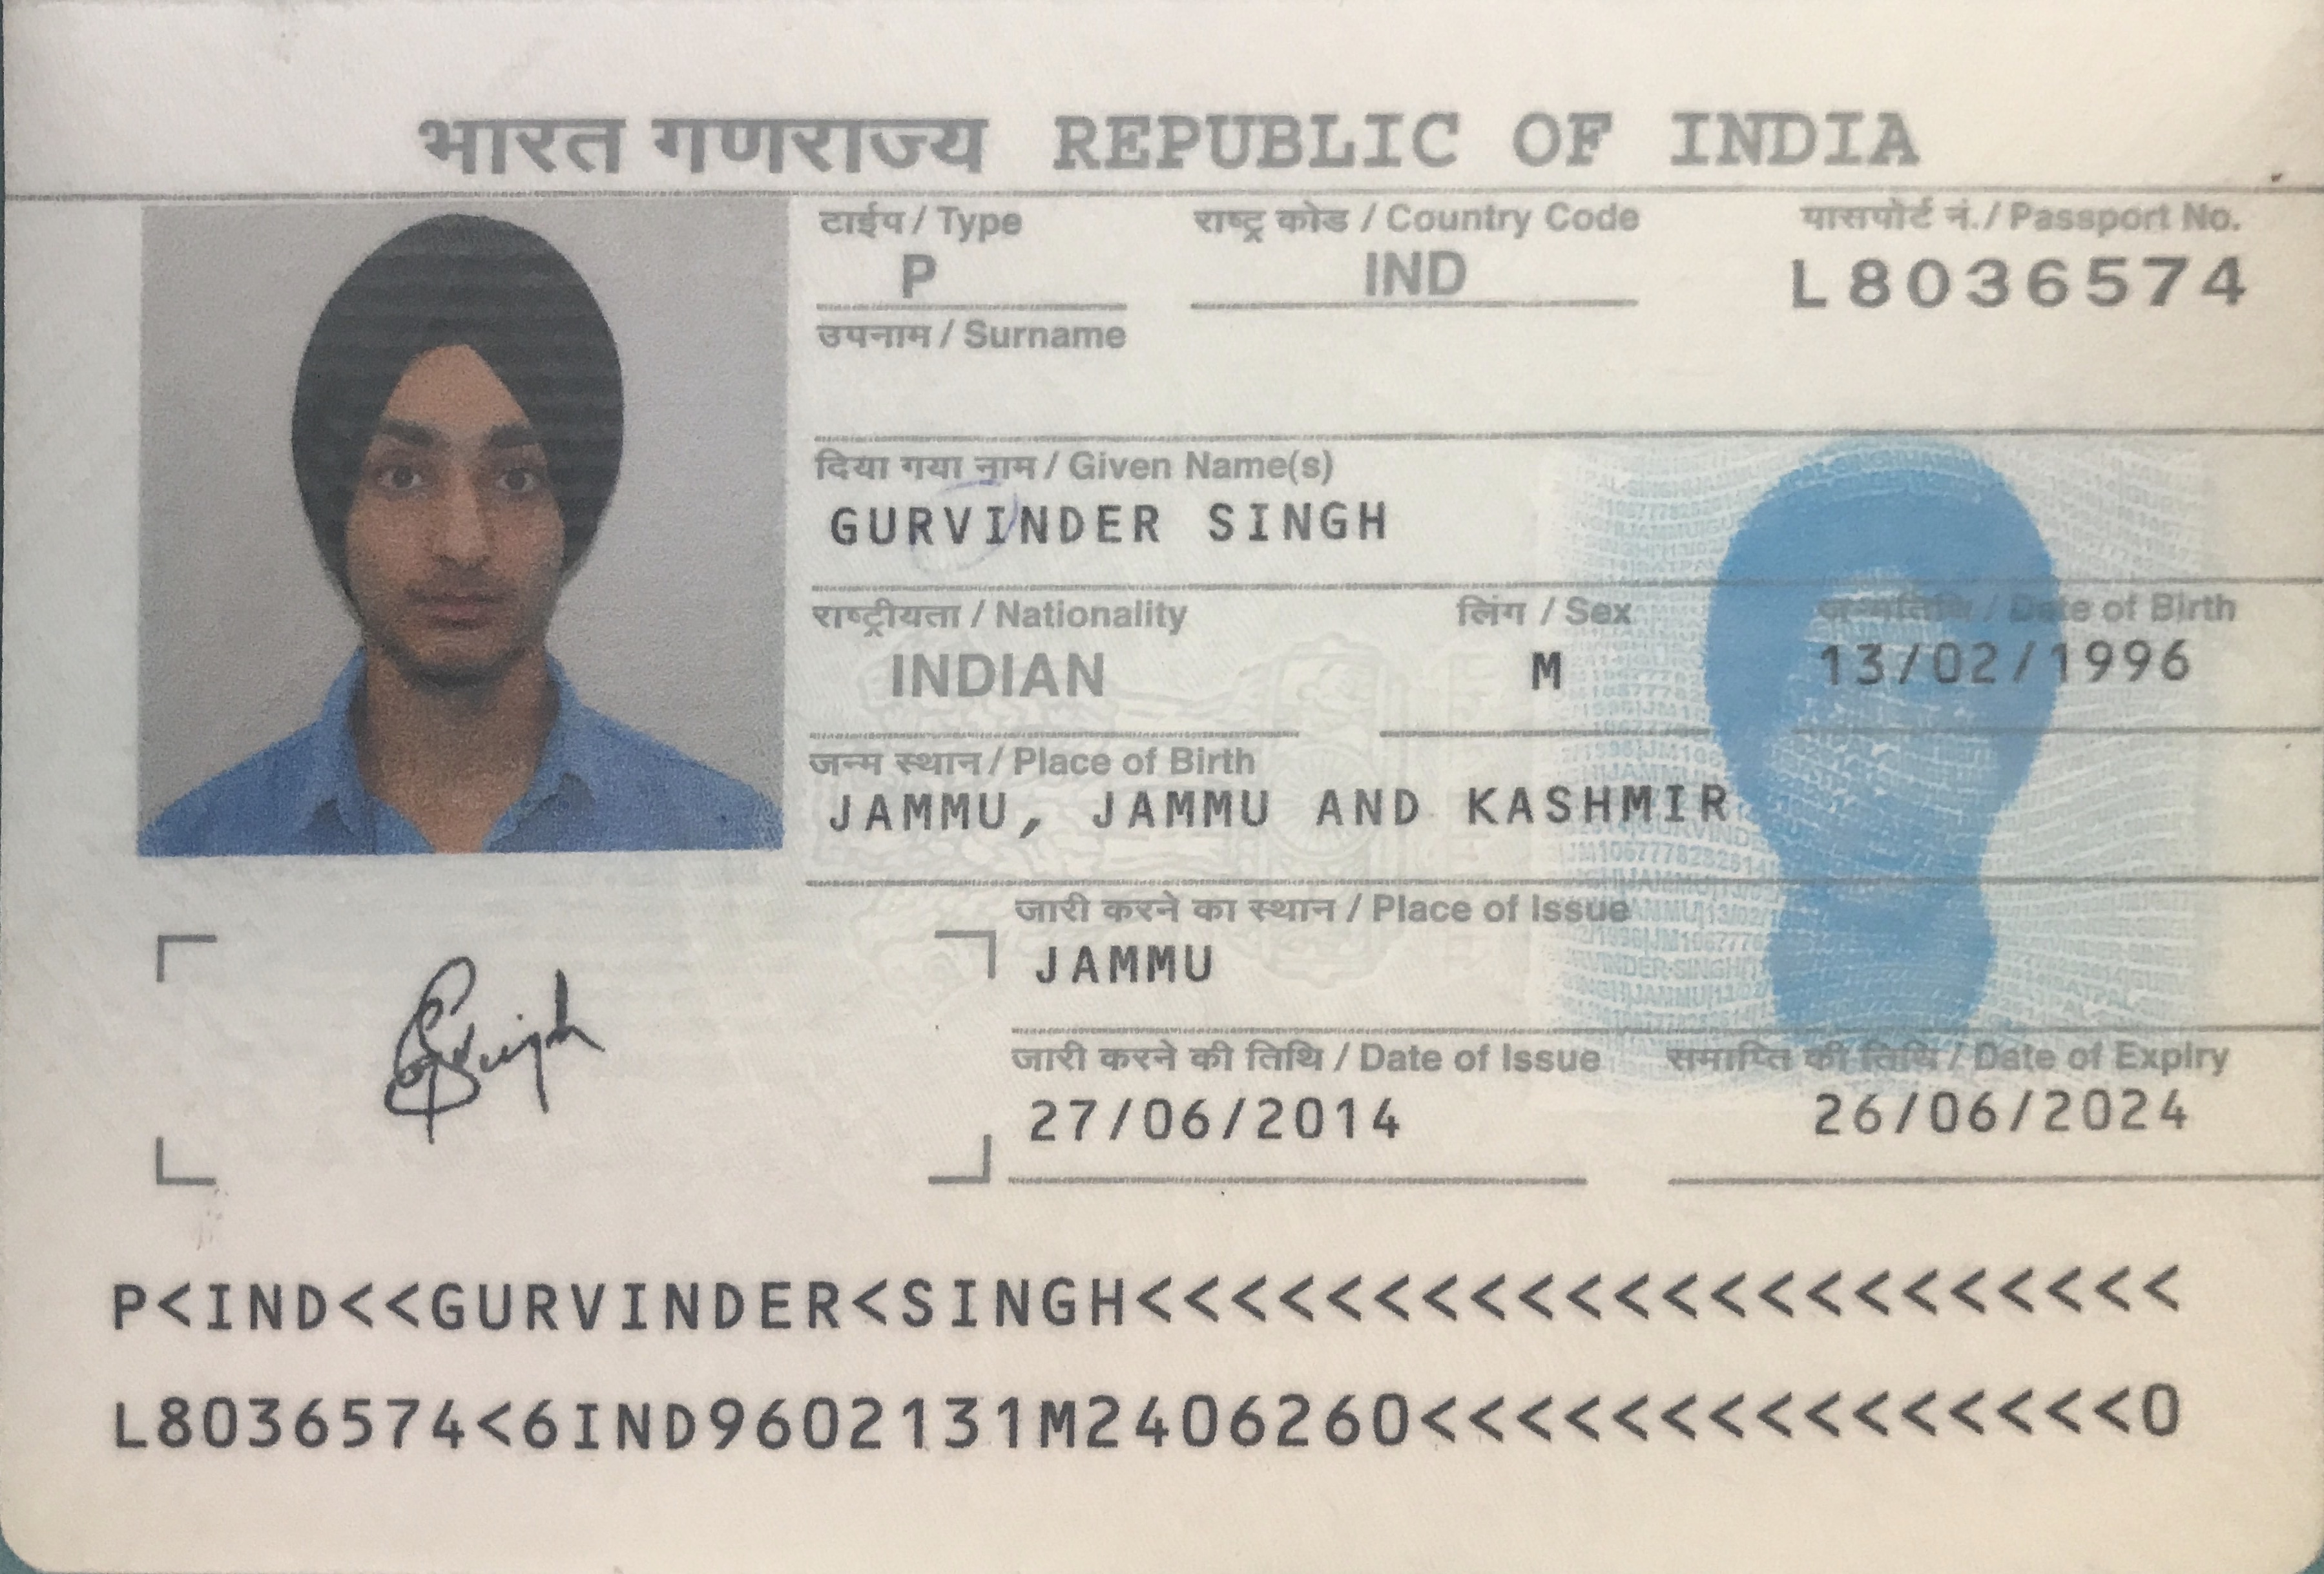 भारत गणराज्य REPUBLIC OF INDIA
टाईप / Type राष्ट्र कोड / Country Code पासपोर्ट नं. / Passport No.
P IND L8036574
उपनाम / Surname
दिया गया नाम / Given Name(s)
GURVINDER SINGH
राष्ट्रीयता / Nationality लिंग / Sex जन्मतिथि / Date of Birth
INDIAN M 13/02/1996
जन्म स्थान / Place of Birth
JAMMU, JAMMU AND KASHMIR
जारी करने का स्थान / Place of Issue
JAMMU
जारी करने की तिथि / Date of Issue समाप्ति की तिथि / Date of Expiry
27/06/2014 26/06/2024
P<IND<<GURVINDER<SINGH<<<<<<<<<<<<<<<<<<<<<<
L8036574<6IND9602131M2406260<<<<<<<<<<<<<<<0